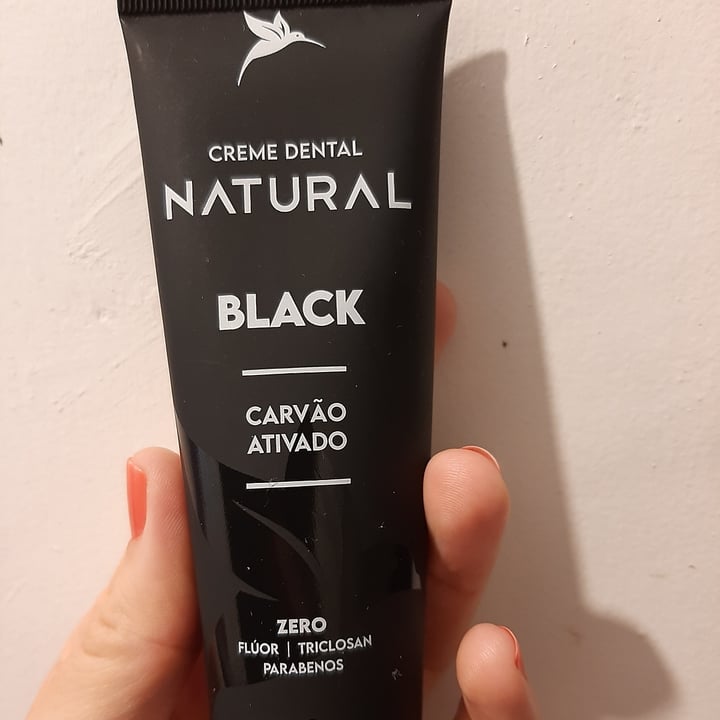 CREME DENTAL
NATURAL
BLACK
CARVÃO
ATIVADO
ZERO
FLÚOR | TRICLOSAN
PARABENOS